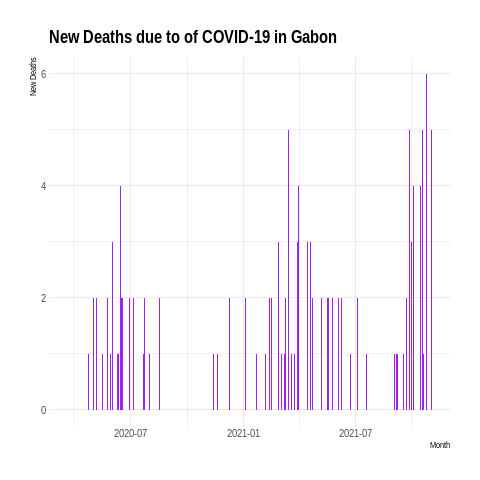 New Deaths due to of COVID-19 in Gabon
New Deaths
6
4
2
0
2020-07
2021-01
2021-07
Month